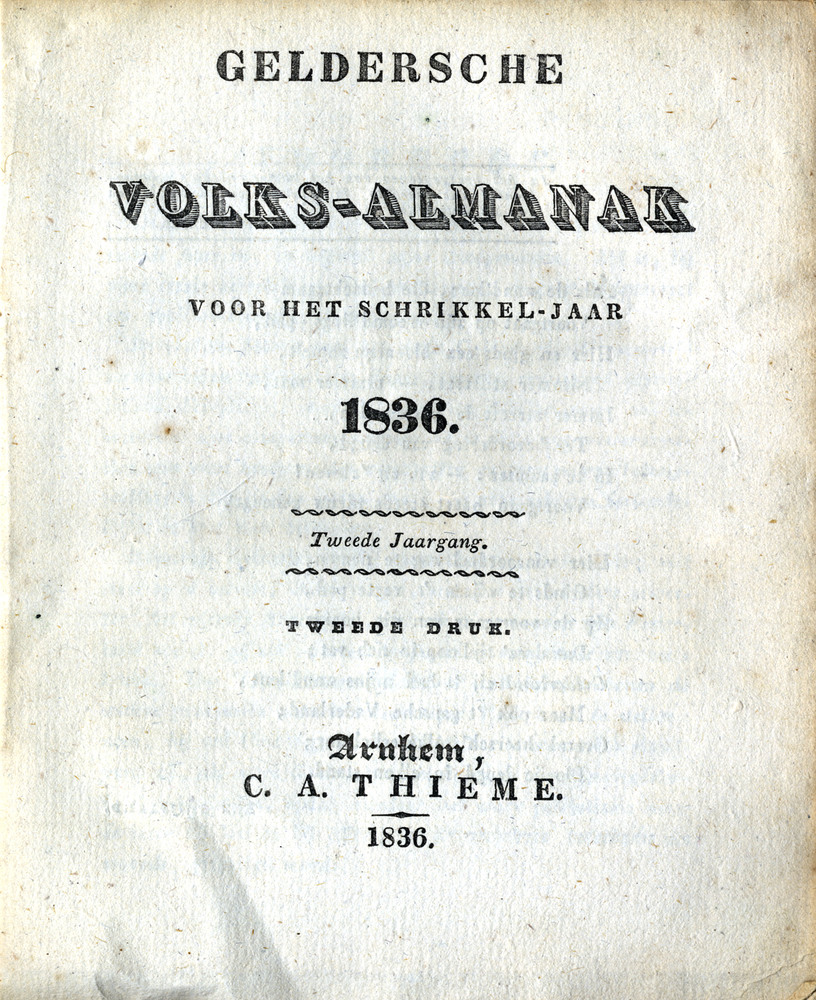 GELDERSCHE
VOLKS-ALMANAK
VOOR HET SCHRIKKEL-JAAR
1836.
Tweede Jaargang.
TWEEDE DRUK.
Arnhem,
C. A. THIEME.
1836.